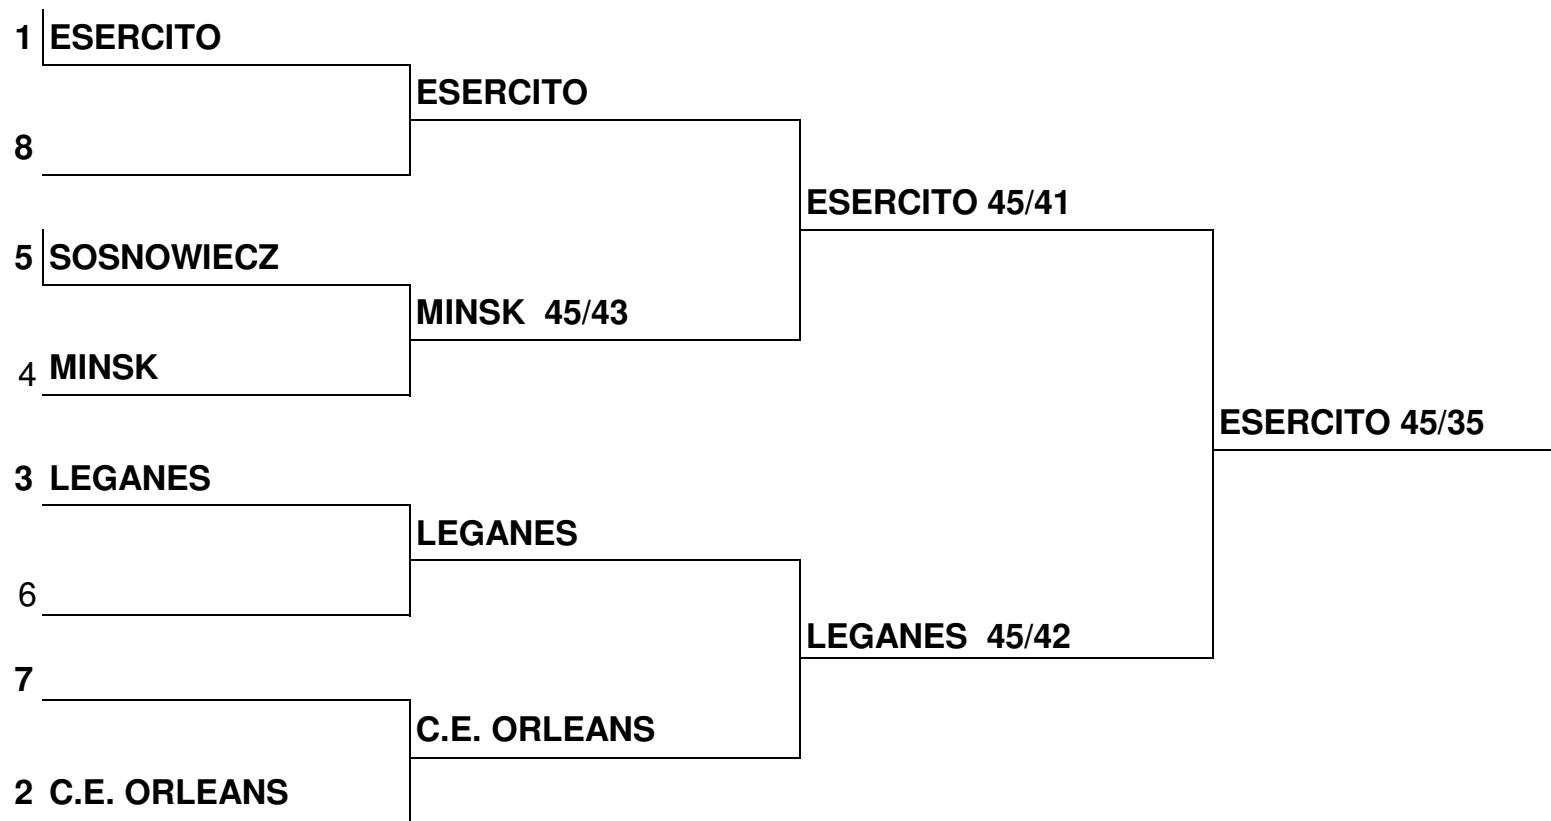 1 ESERCITO
ESERCITO
8
ESERCITO 45/41
5 SOSNOWIECZ
MINSK 45/43
4 MINSK
ESERCITO 45/35
3 LEGANES
LEGANES
6
LEGANES 45/42
7
C.E. ORLEANS
2 C.E. ORLEANS